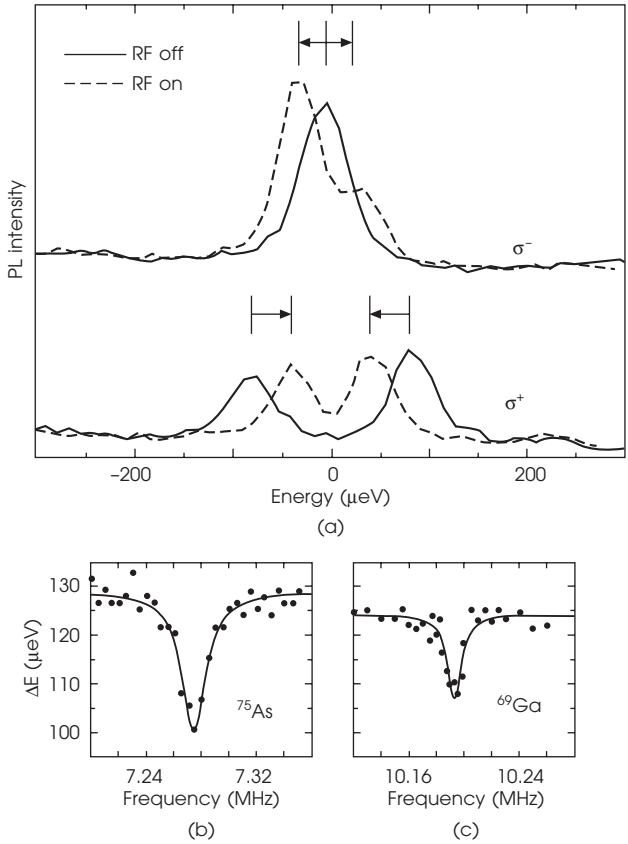 RF off
RF on
PL intensity
σ⁻
σ⁺
−200 0 200
Energy (μeV)
(a)
130
120
110
100
ΔE (μeV)
⁷⁵As
7.24 7.32
Frequency (MHz)
(b)
⁶⁹Ga
10.16 10.24
Frequency (MHz)
(c)